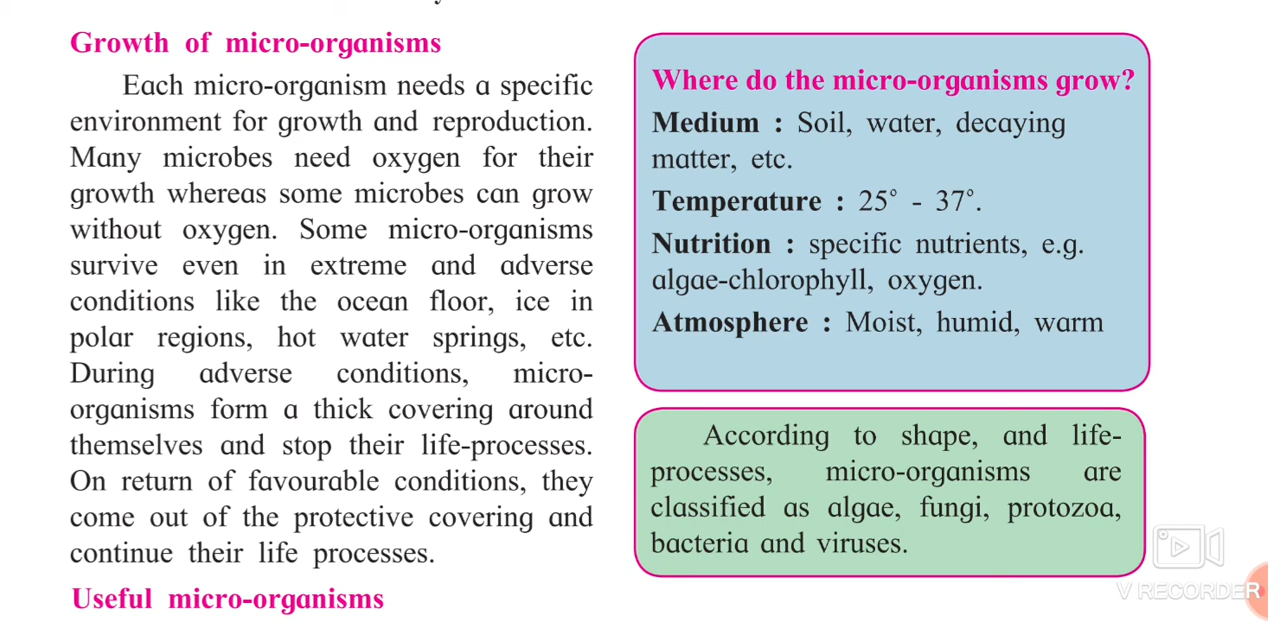 Growth of micro-organisms
Each micro-organism needs a specific
environment for growth and reproduction.
Many microbes need oxygen for their
growth whereas some microbes can grow
without oxygen. Some micro-organisms
survive even in extreme and adverse
conditions like the ocean floor, ice in
polar regions, hot water springs, etc.
During adverse conditions, micro-
organisms form a thick covering around
themselves and stop their life-processes.
On return of favourable conditions, they
come out of the protective covering and
continue their life processes.
Useful micro-organisms
Where do the micro-organisms grow?
Medium : Soil, water, decaying
matter, etc.
Temperature : 25° - 37°.
Nutrition : specific nutrients, e.g.
algae-chlorophyll, oxygen.
Atmosphere : Moist, humid, warm
According to shape, and life-
processes, micro-organisms are
classified as algae, fungi, protozoa,
bacteria and viruses.
V RECORDER